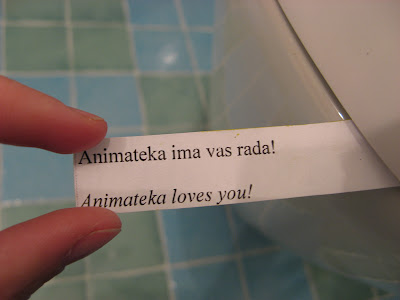 Animateka ima vas rada!
Animateka loves you!